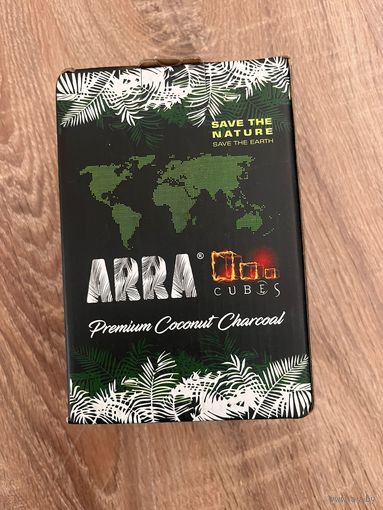 SAVE THE
NATURE
SAVE THE EARTH
ARRA®
CUBES
Premium Coconut Charcoal